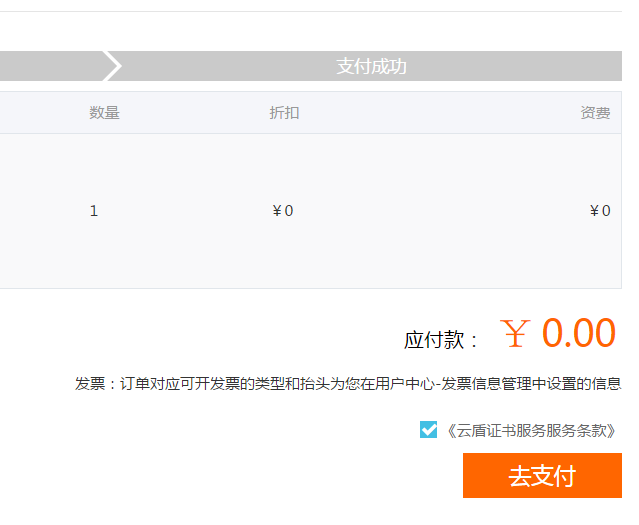 支付成功
数量 折扣 资费
1 ¥0 ¥0
应付款： ¥ 0.00
发票：订单对应可开发票的类型和抬头为您在用户中心-发票信息管理中设置的信息
《云盾证书服务服务条款》
去支付